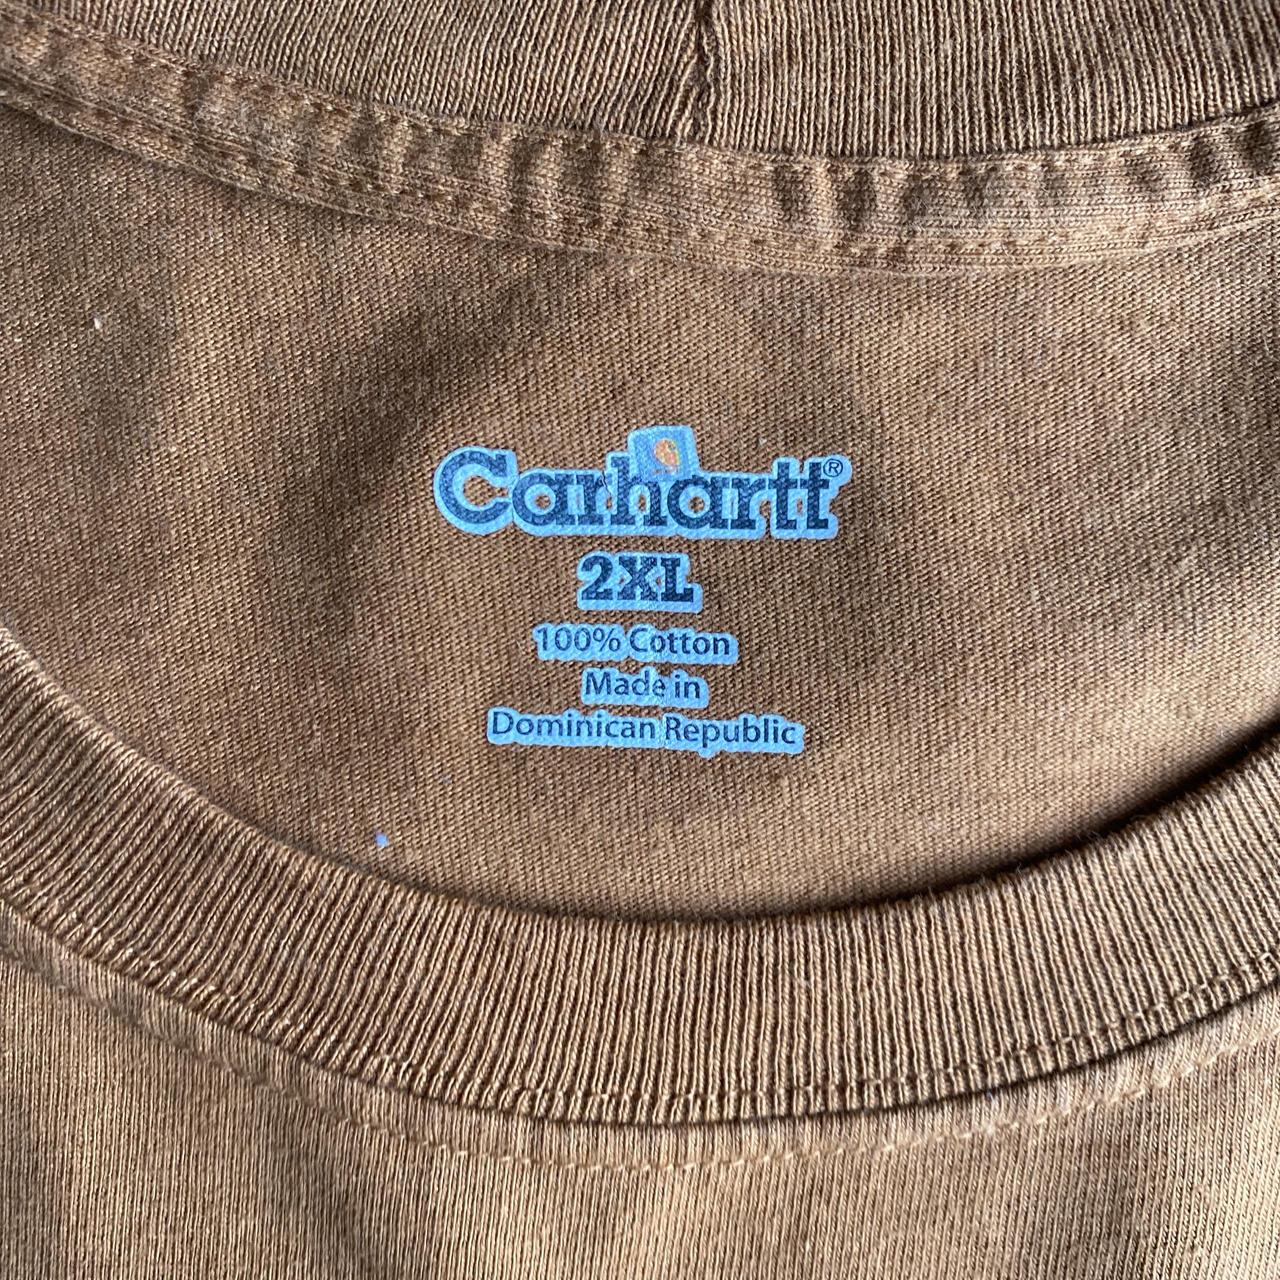 Carhartt®
2XL
100% Cotton
Made in
Dominican Republic